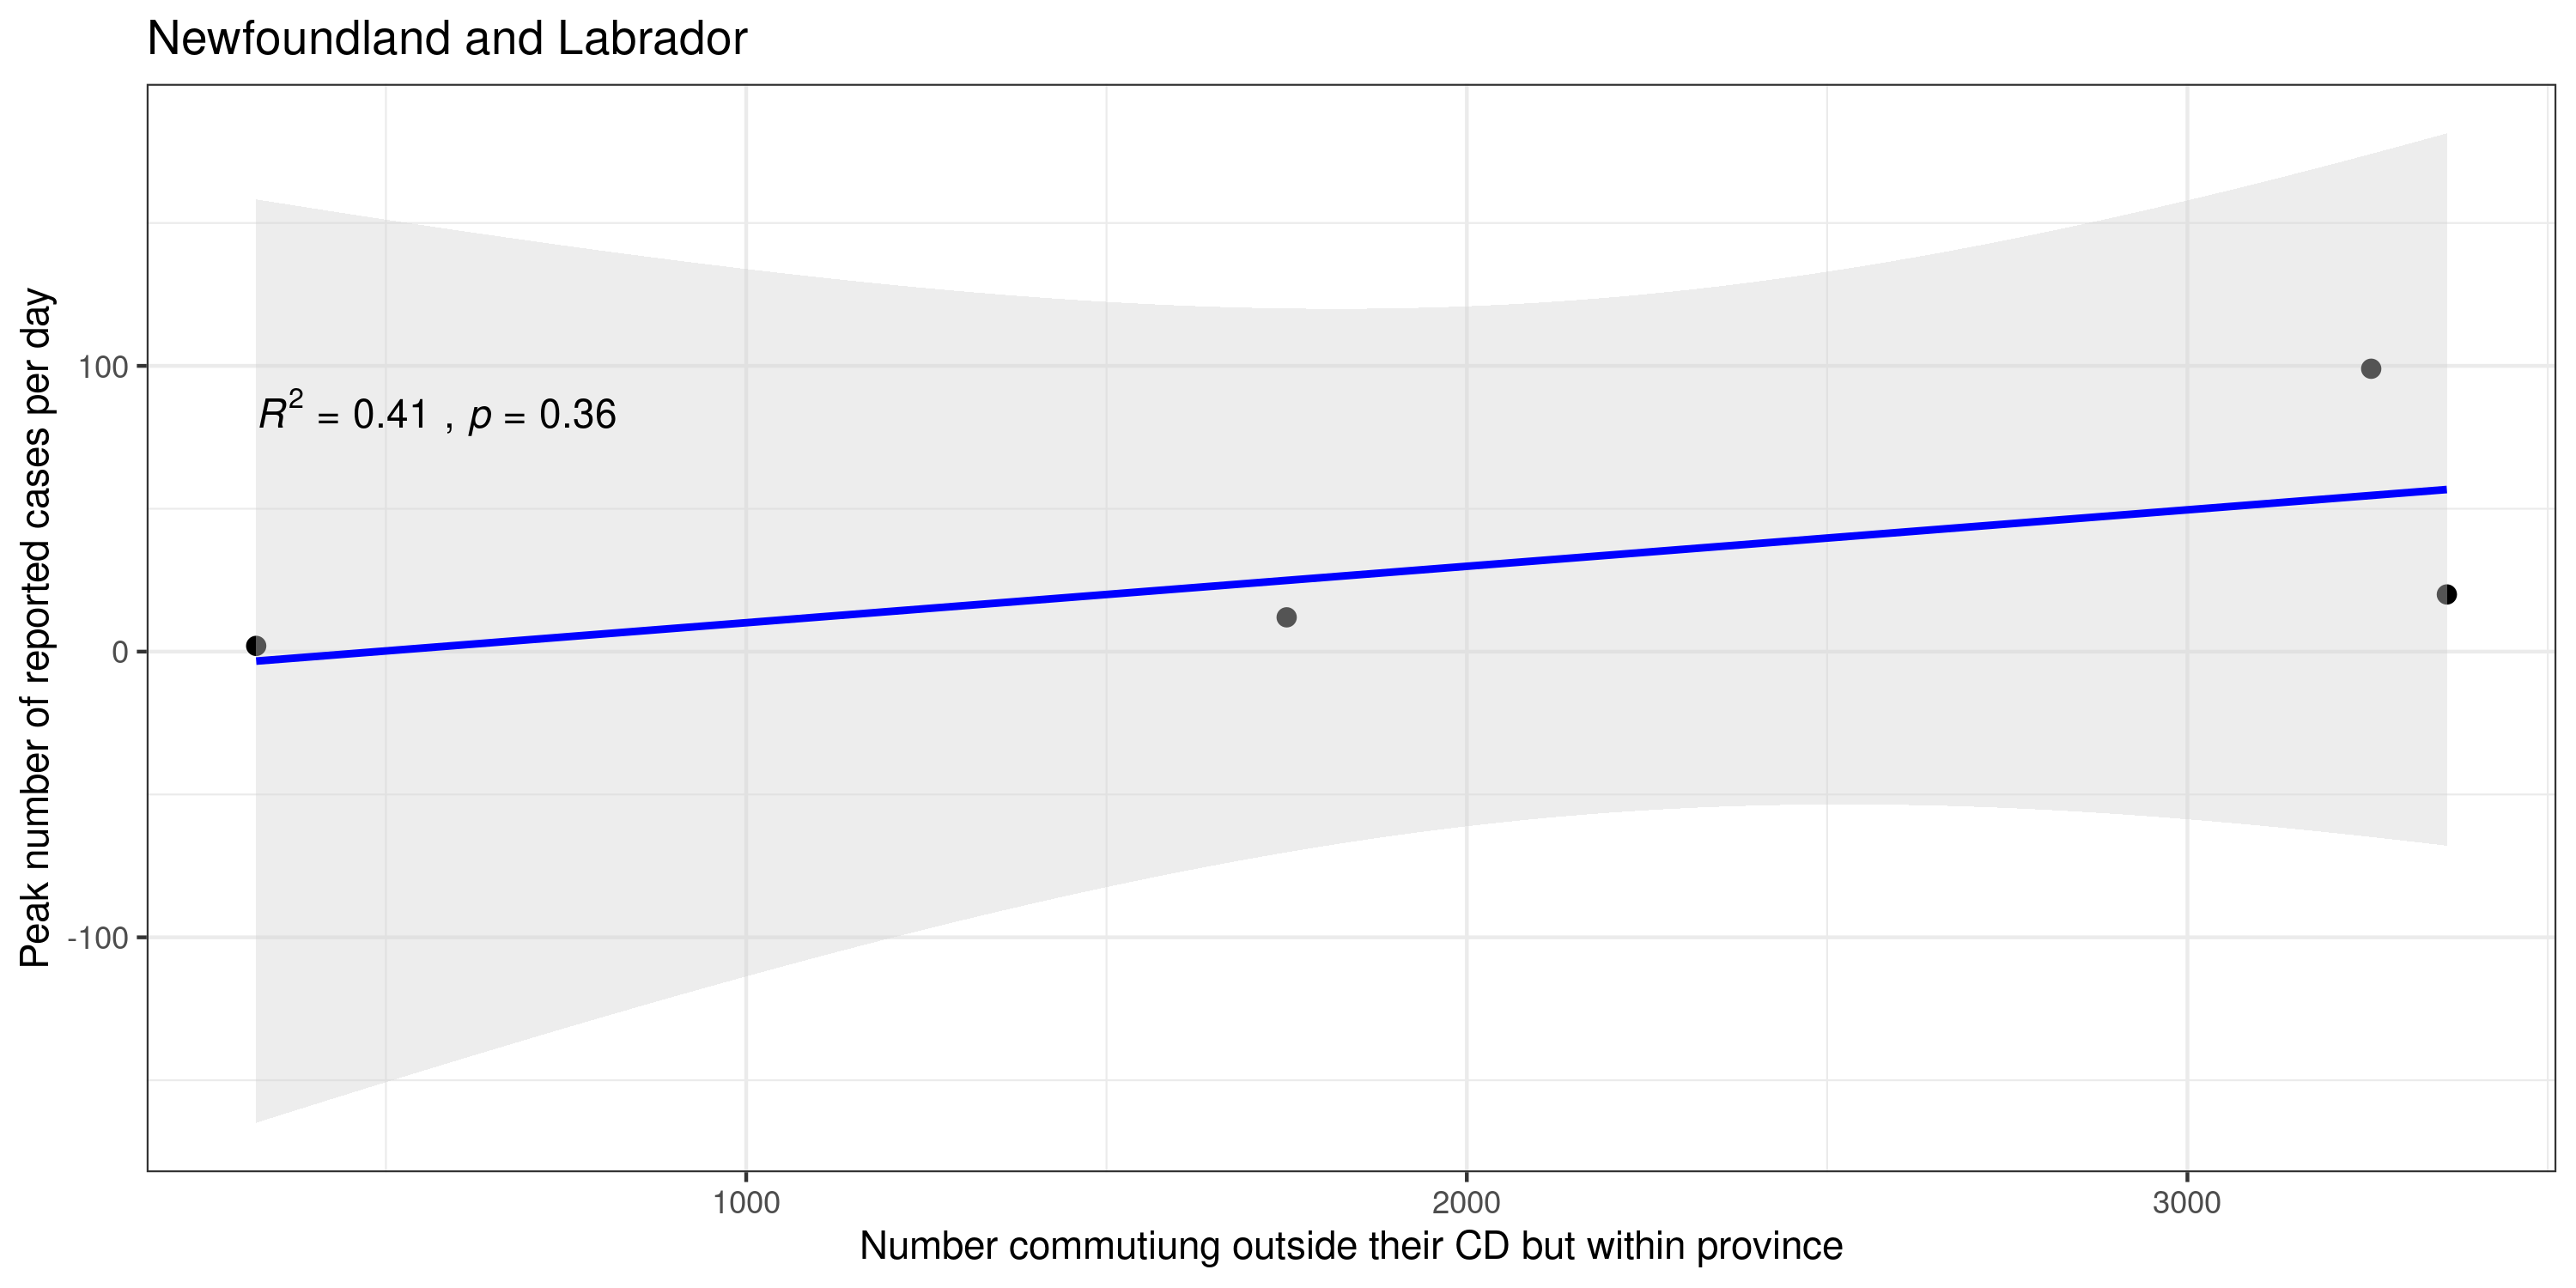 Newfoundland and Labrador
Peak number of reported cases per day
100
0
-100
R² = 0.41 , p = 0.36
1000
2000
3000
Number commutiung outside their CD but within province